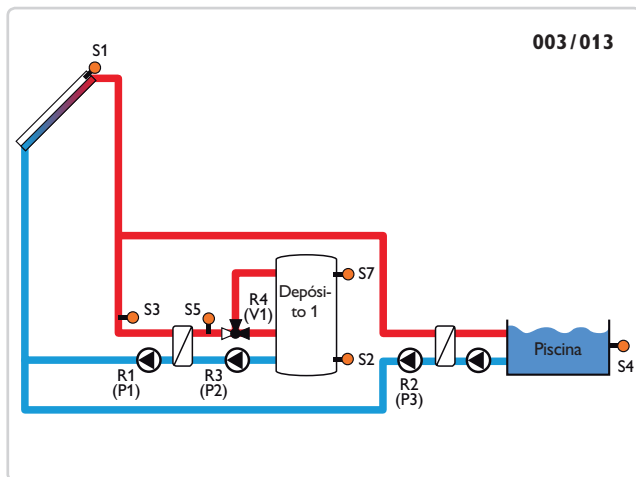 003/013
S1
S3
S5
R4
(V1)
Depósi-
to 1
S7
S2
R1
(P1)
R3
(P2)
R2
(P3)
Piscina
S4